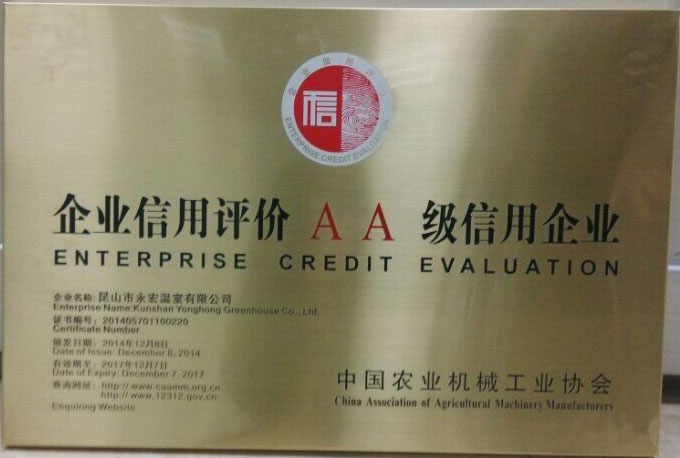 企业信用评价
信
ENTERPRISE CREDIT EVALUATION
企业信用评价 AA 级信用企业
ENTERPRISE CREDIT EVALUATION
企业名称: 昆山市永宏温室有限公司
Enterprise Name:Kunshan Yonghong Greenhouse Co., Ltd.
证书编号: 201405701100220
Certificate Number
颁发日期: 2014年12月8日
Date of Issue: December 8, 2014
有效期至: 2017年12月7日
Date of Expiry: December 7, 2017
查询网址: http://www.caamm.org.cn
http://www.12312.gov.cn
Enquiring Website
中国农业机械工业协会
China Association of Agricultural Machinery Manufacturers